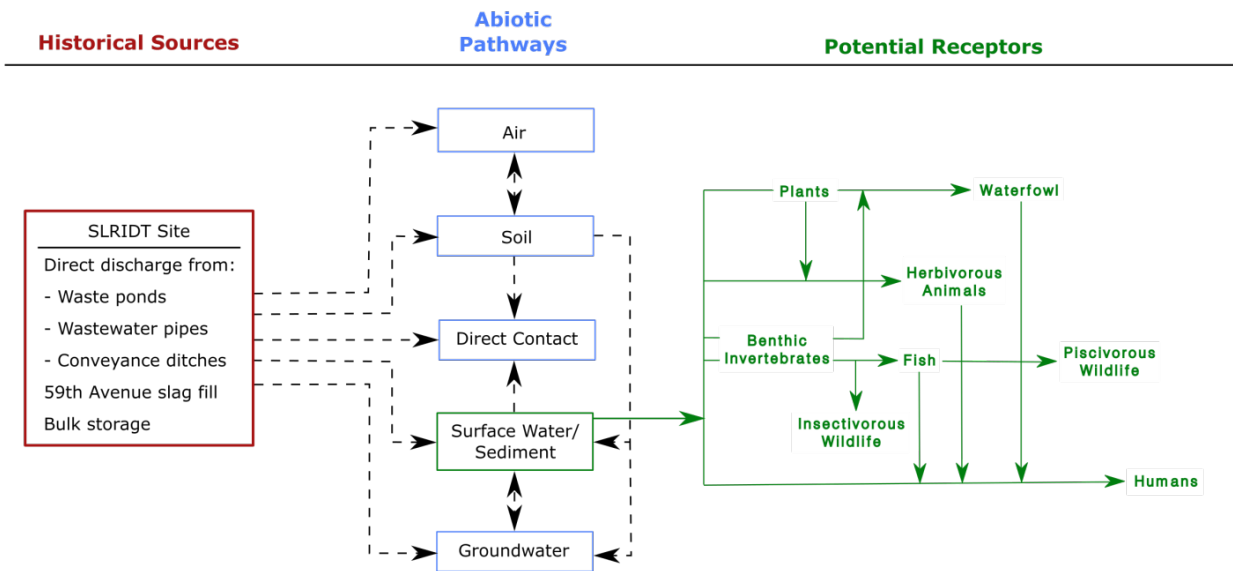 Historical Sources
Abiotic
Pathways
Potential Receptors
SLRIDT Site
Direct discharge from:
- Waste ponds
- Wastewater pipes
- Conveyance ditches
59th Avenue slag fill
Bulk storage
Air
Soil
Direct Contact
Surface Water/
Sediment
Groundwater
Plants
Waterfowl
Herbivorous
Animals
Benthic
Invertebrates
Fish
Piscivorous
Wildlife
Insectivorous
Wildlife
Humans